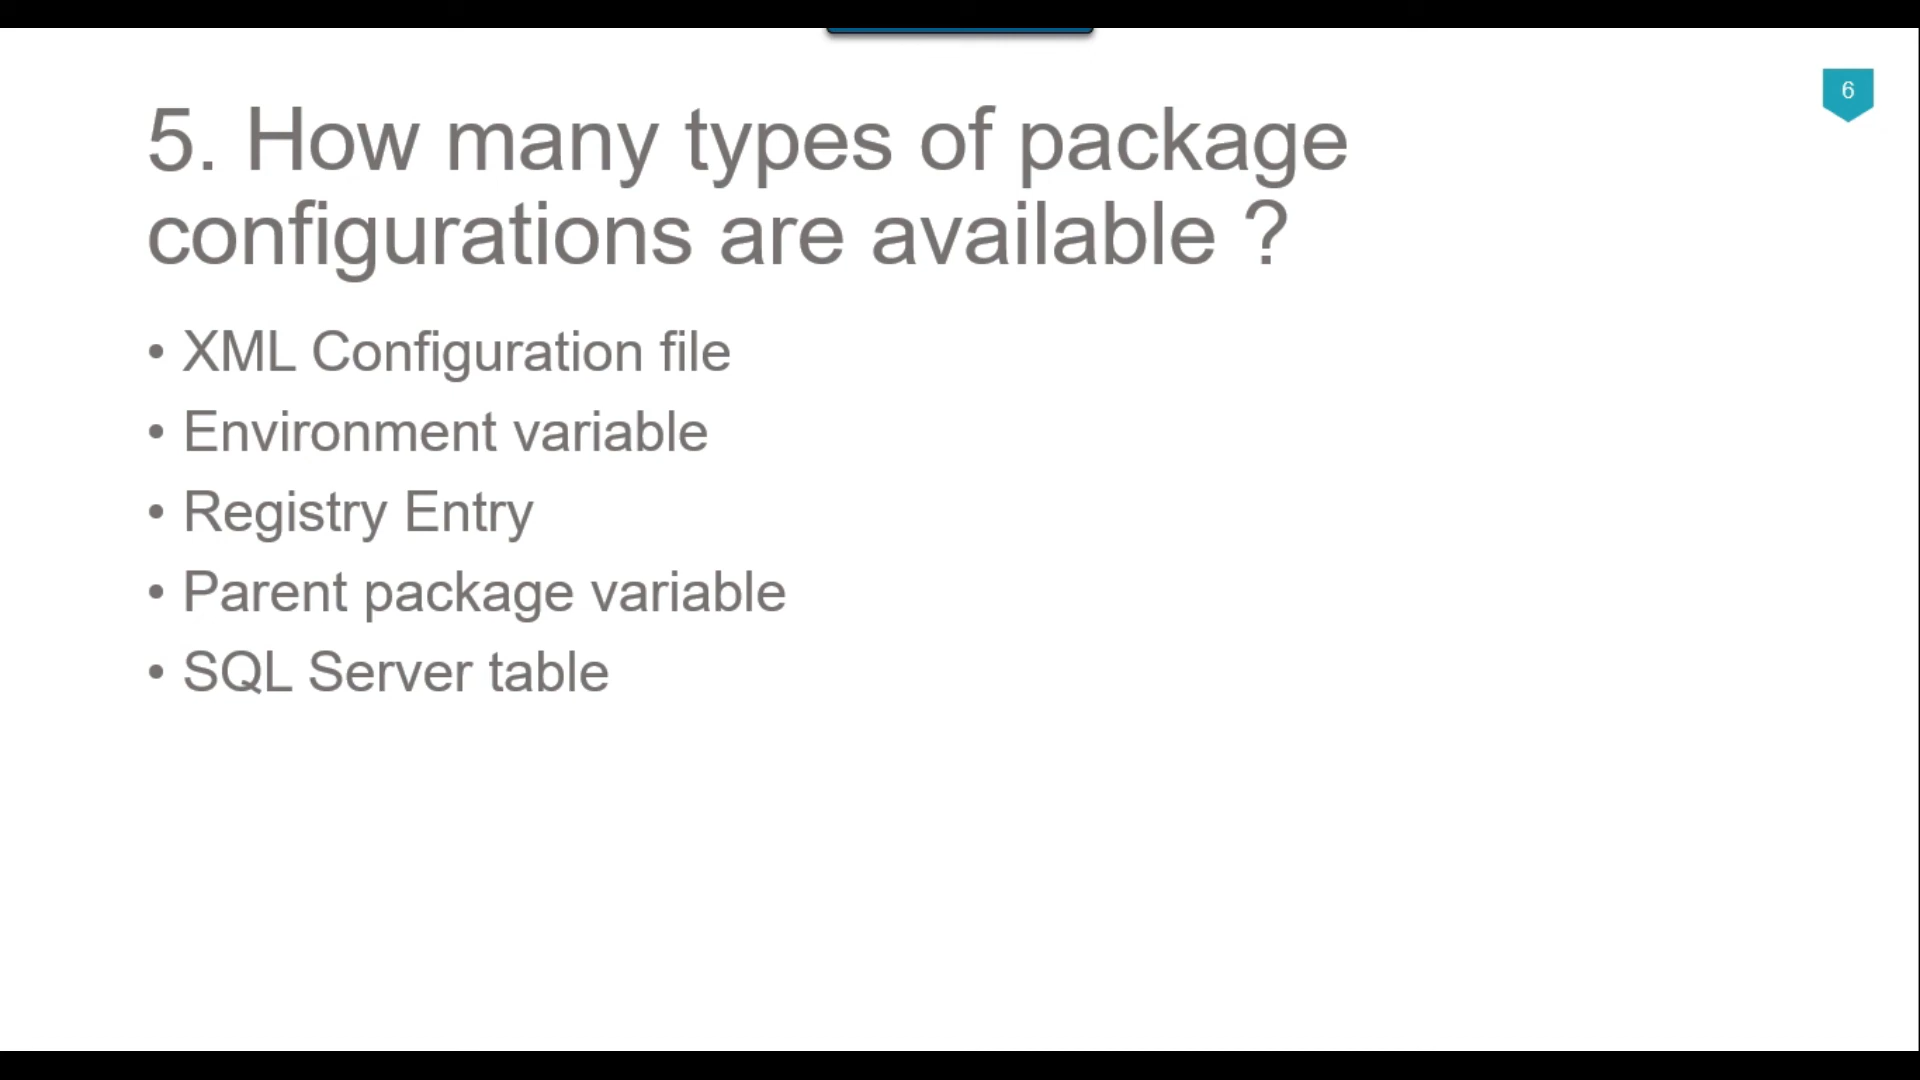 6
5. How many types of package
configurations are available ?
• XML Configuration file
• Environment variable
• Registry Entry
• Parent package variable
• SQL Server table